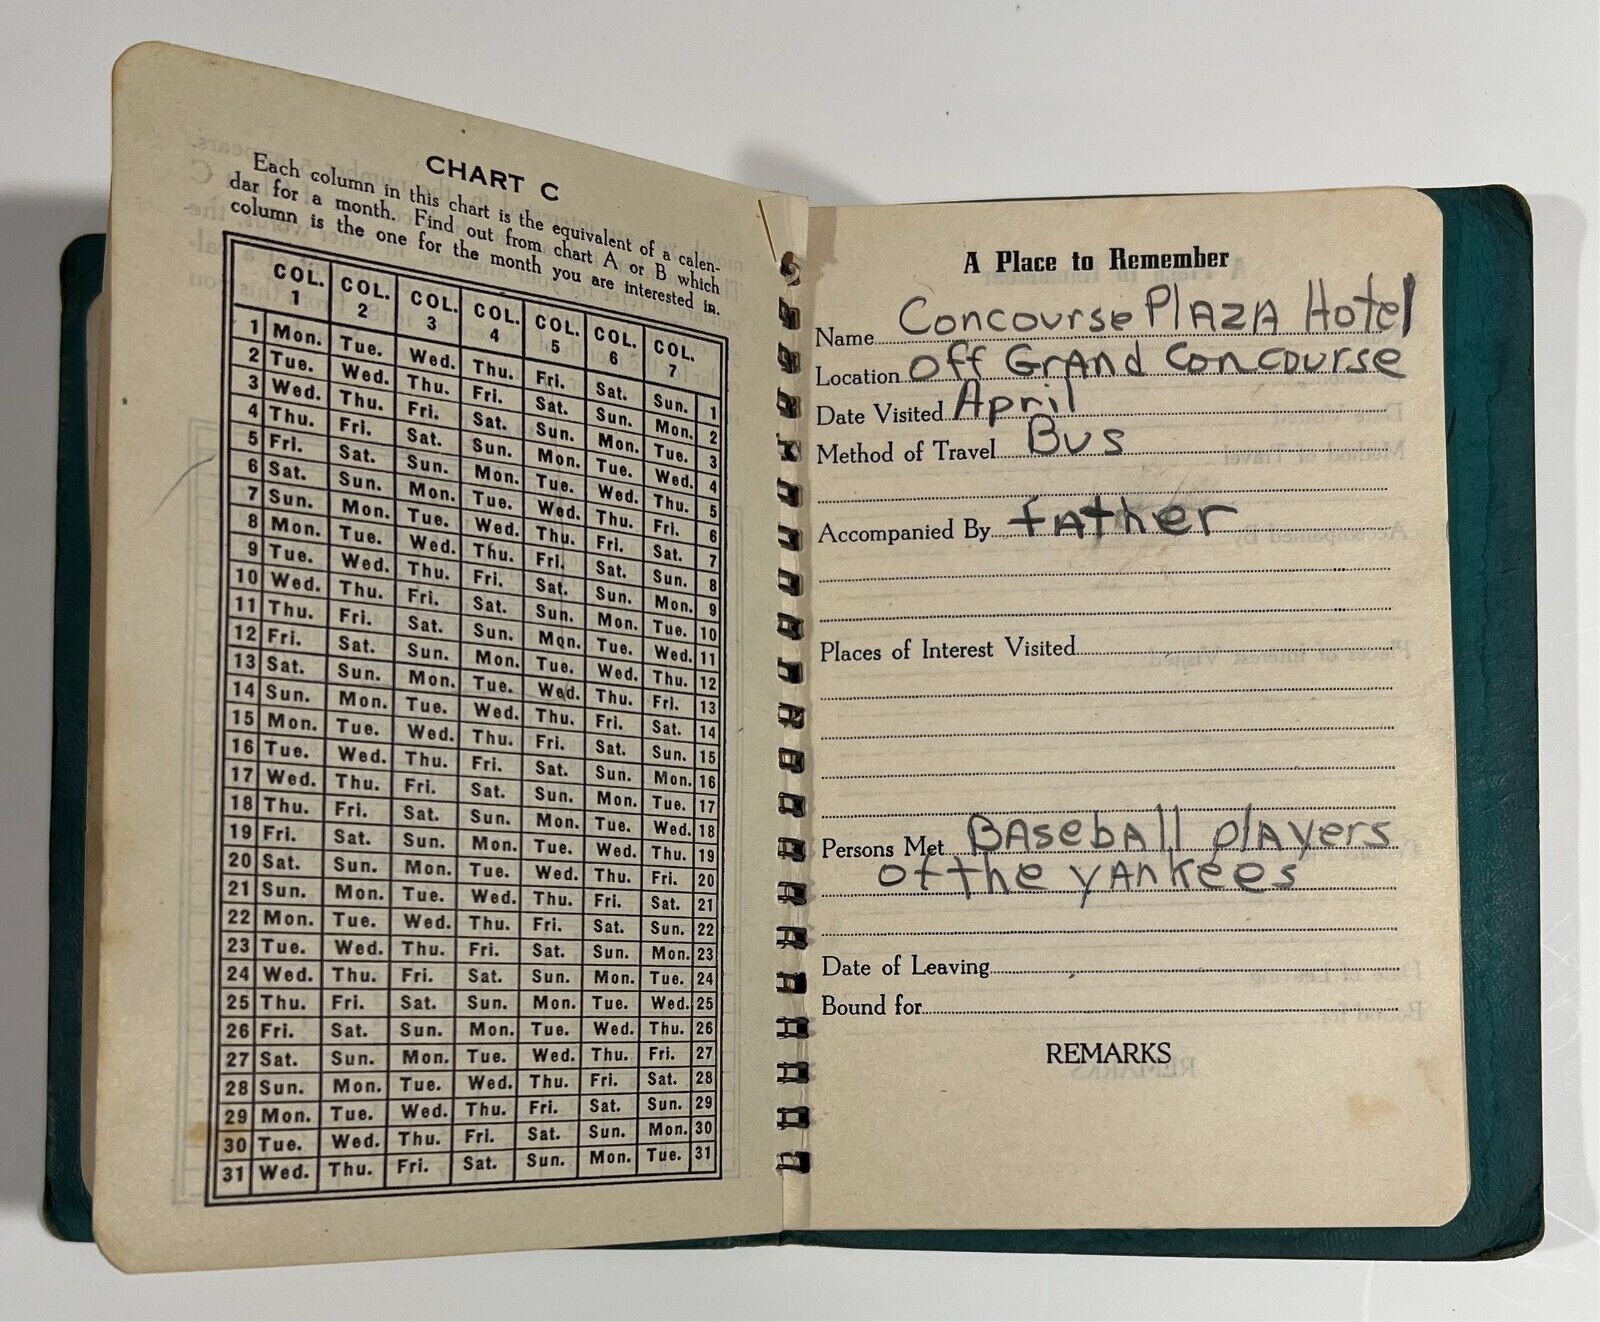 CHART C
Each column in this chart is the equivalent of a calen-
dar for a month. Find out from chart A or B which
column is the one for the month you are interested in.
COL. 1 COL. 2 COL. 3 COL. 4 COL. 5 COL. 6 COL. 7
1 Mon. Tue. Wed. Thu. Fri. Sat. Sun. 1
2 Tue. Wed. Thu. Fri. Sat. Sun. Mon. 2
3 Wed. Thu. Fri. Sat. Sun. Mon. Tue. 3
4 Thu. Fri. Sat. Sun. Mon. Tue. Wed. 4
5 Fri. Sat. Sun. Mon. Tue. Wed. Thu. 5
6 Sat. Sun. Mon. Tue. Wed. Thu. Fri. 6
7 Sun. Mon. Tue. Wed. Thu. Fri. Sat. 7
8 Mon. Tue. Wed. Thu. Fri. Sat. Sun. 8
9 Tue. Wed. Thu. Fri. Sat. Sun. Mon. 9
10 Wed. Thu. Fri. Sat. Sun. Mon. Tue. 10
11 Thu. Fri. Sat. Sun. Mon. Tue. Wed. 11
12 Fri. Sat. Sun. Mon. Tue. Wed. Thu. 12
13 Sat. Sun. Mon. Tue. Wed. Thu. Fri. 13
14 Sun. Mon. Tue. Wed. Thu. Fri. Sat. 14
15 Mon. Tue. Wed. Thu. Fri. Sat. Sun. 15
16 Tue. Wed. Thu. Fri. Sat. Sun. Mon. 16
17 Wed. Thu. Fri. Sat. Sun. Mon. Tue. 17
18 Thu. Fri. Sat. Sun. Mon. Tue. Wed. 18
19 Fri. Sat. Sun. Mon. Tue. Wed. Thu. 19
20 Sat. Sun. Mon. Tue. Wed. Thu. Fri. 20
21 Sun. Mon. Tue. Wed. Thu. Fri. Sat. 21
22 Mon. Tue. Wed. Thu. Fri. Sat. Sun. 22
23 Tue. Wed. Thu. Fri. Sat. Sun. Mon. 23
24 Wed. Thu. Fri. Sat. Sun. Mon. Tue. 24
25 Thu. Fri. Sat. Sun. Mon. Tue. Wed. 25
26 Fri. Sat. Sun. Mon. Tue. Wed. Thu. 26
27 Sat. Sun. Mon. Tue. Wed. Thu. Fri. 27
28 Sun. Mon. Tue. Wed. Thu. Fri. Sat. 28
29 Mon. Tue. Wed. Thu. Fri. Sat. Sun. 29
30 Tue. Wed. Thu. Fri. Sat. Sun. Mon. 30
31 Wed. Thu. Fri. Sat. Sun. Mon. Tue. 31
A Place to Remember
Name Concourse PlAZA Hotel
Location off GrAnd Concourse
Date Visited April
Method of Travel Bus
Accompanied By fAther
Places of Interest Visited
Persons Met BAsebAll plAyers
of the yAnkees
Date of Leaving
Bound for
REMARKS